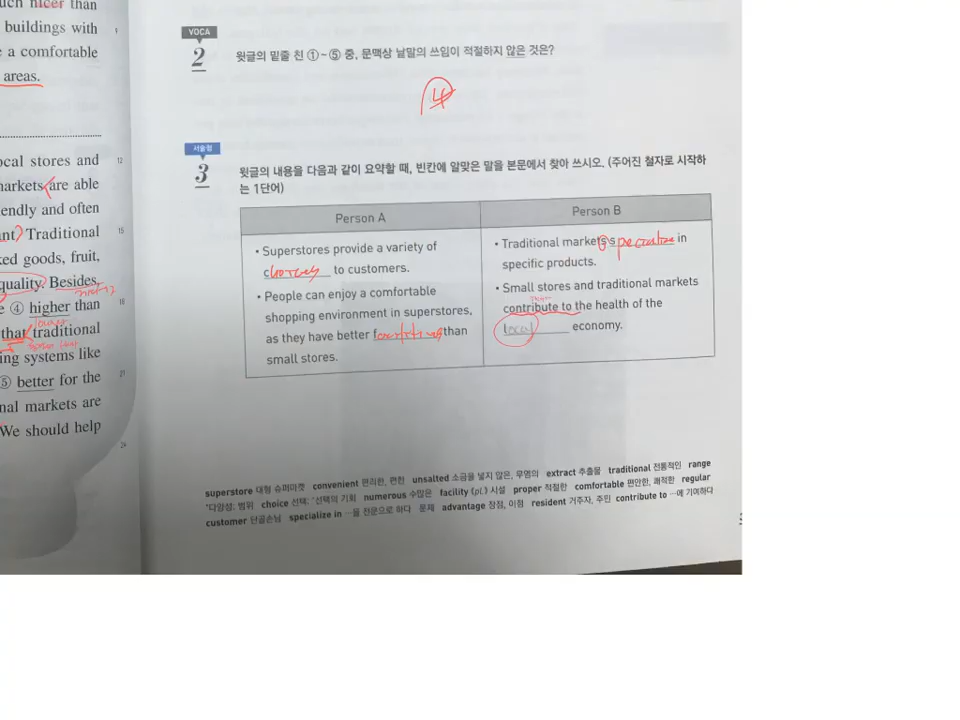 uch nicer than
buildings with
9
e a comfortable
areas.
ocal stores and
12
markets are able
endly and often
nt? Traditional
15
ked goods, fruit,
quality. Besides,
e ④ higher than
18
lower
that traditional
ing systems like
⑤ better for the
21
nal markets are
We should help
24
VOCA
2 윗글의 밑줄 친 ①~⑤ 중, 문맥상 낱말의 쓰임이 적절하지 않은 것은?
4
서술형
3 윗글의 내용을 다음과 같이 요약할 때, 빈칸에 알맞은 말을 본문에서 찾아 쓰시오. (주어진 철자로 시작하
는 1단어)
Person A
• Superstores provide a variety of
choices to customers.
• People can enjoy a comfortable
shopping environment in superstores,
as they have better f than
small stores.
Person B
• Traditional markets specialize in
specific products.
• Small stores and traditional markets
contribute to the health of the
local economy.
superstore 대형 슈퍼마켓 convenient 편리한, 편한 unsalted 소금을 넣지 않은, 무염의 extract 추출물 traditional 전통적인 range
*다양성; 범위 choice 선택; *선택의 기회 numerous 수많은 facility 《pl.》 시설 proper 적절한 comfortable 편안한, 쾌적한 regular
customer 단골손님 specialize in …을 전문으로 하다 문제 advantage 장점, 이점 resident 거주자, 주민 contribute to …에 기여하다